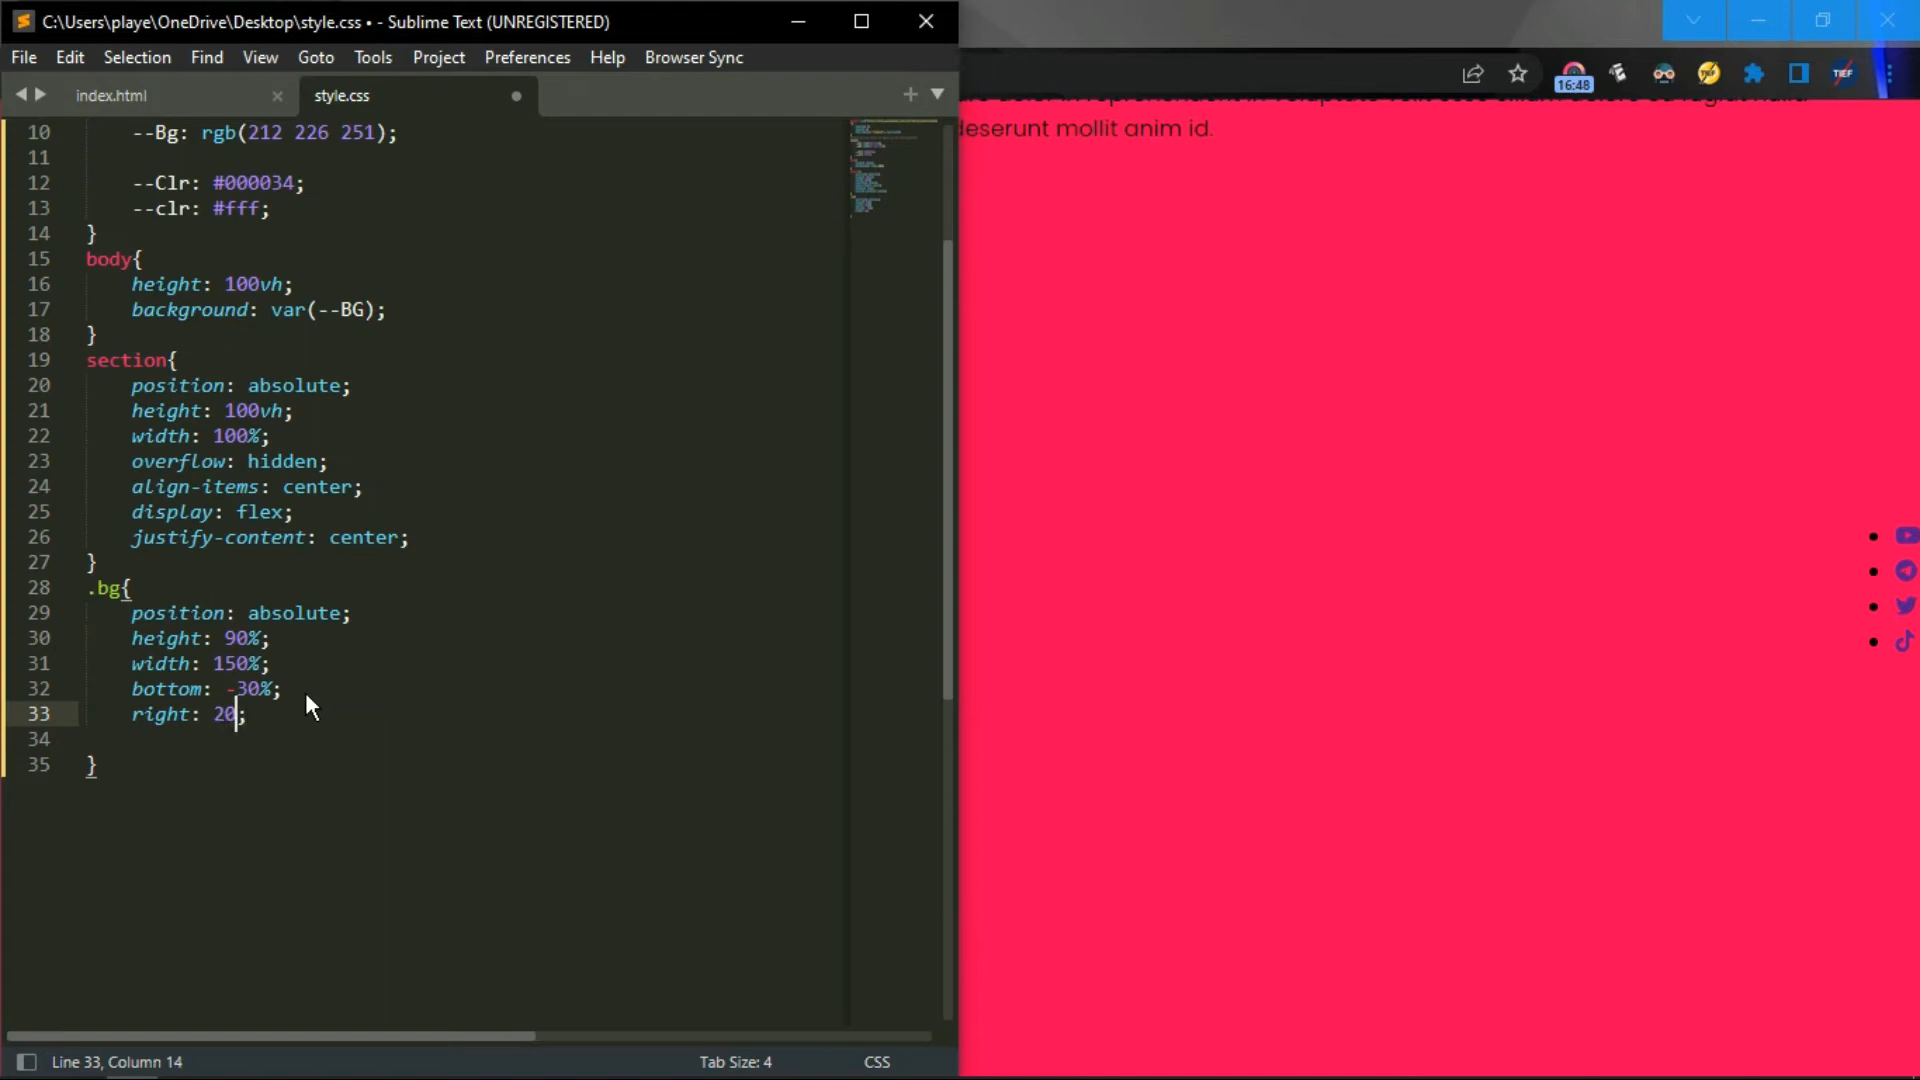 C:\Users\playe\OneDrive\Desktop\style.css • - Sublime Text (UNREGISTERED)
File Edit Selection Find View Goto Tools Project Preferences Help Browser Sync
index.html style.css
10 --Bg: rgb(212 226 251);
11
12 --Clr: #000034;
13 --clr: #fff;
14 }
15 body{
16 height: 100vh;
17 background: var(--BG);
18 }
19 section{
20 position: absolute;
21 height: 100vh;
22 width: 100%;
23 overflow: hidden;
24 align-items: center;
25 display: flex;
26 justify-content: center;
27 }
28 .bg{
29 position: absolute;
30 height: 90%;
31 width: 150%;
32 bottom: -30%;
33 right: 20;
34
35 }
Line 33, Column 14 Tab Size: 4 CSS
16:48
TIEF
deserunt mollit anim id.